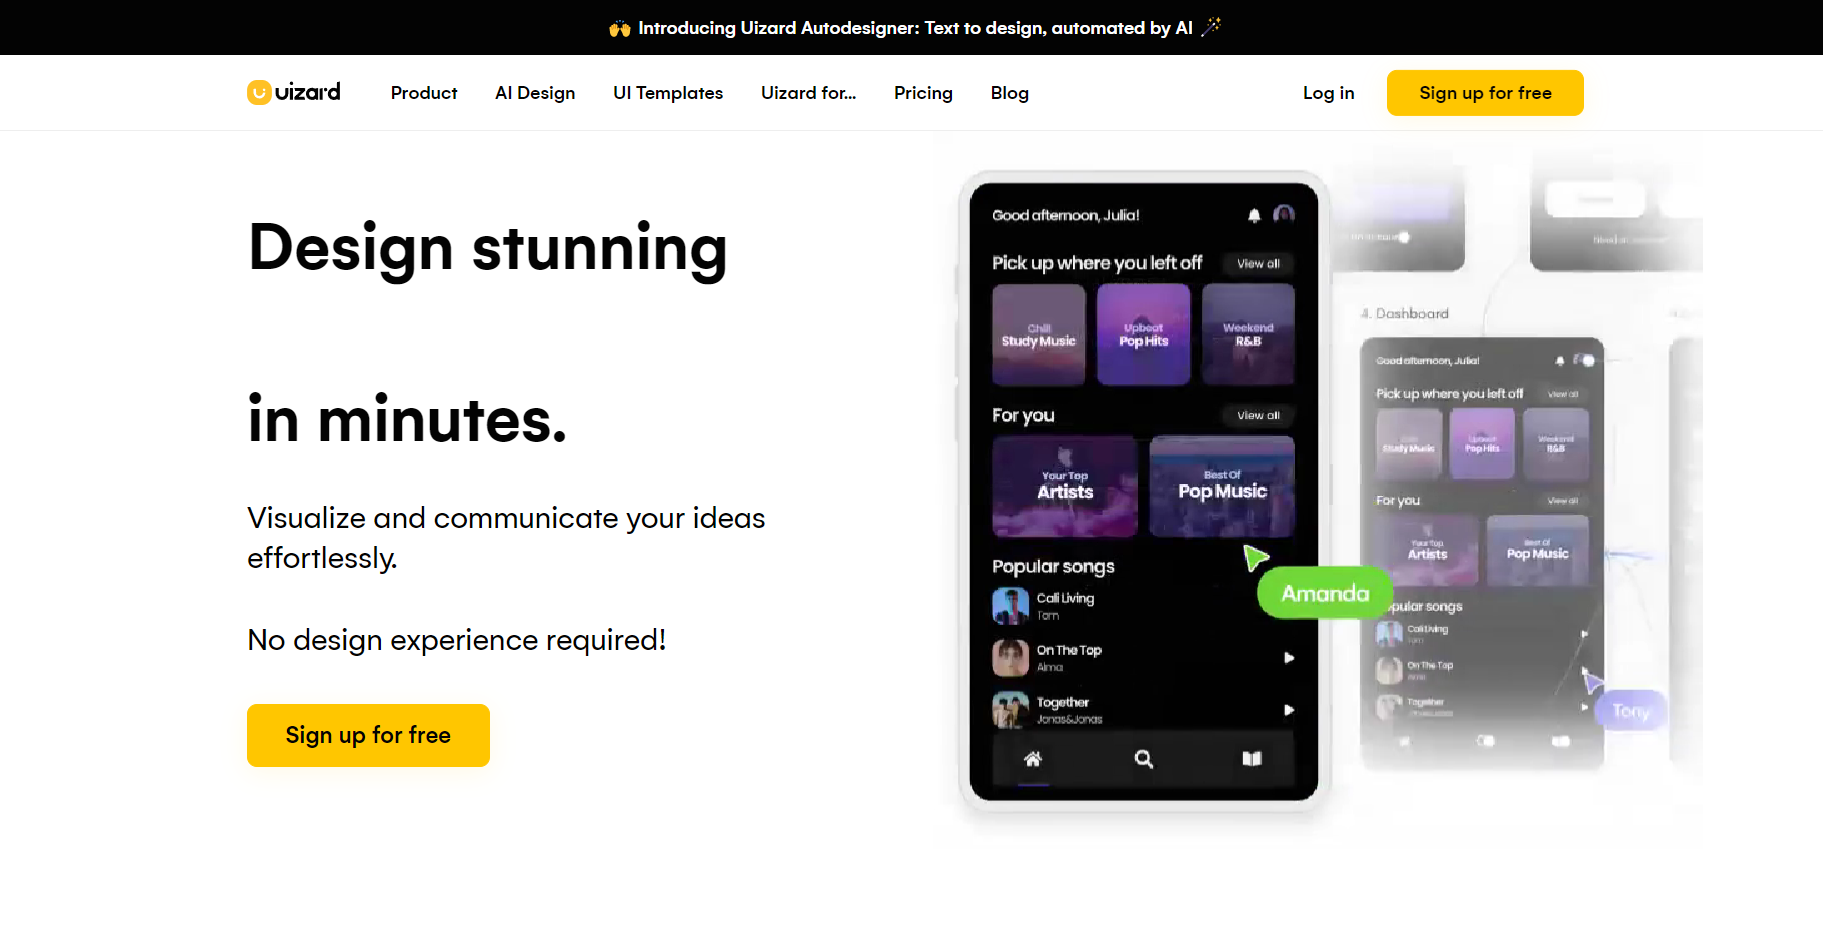 🙌 Introducing Uizard Autodesigner: Text to design, automated by AI 🪄
uizard Product AI Design UI Templates Uizard for... Pricing Blog Log in Sign up for free
Design stunning
in minutes.
Visualize and communicate your ideas
effortlessly.
No design experience required!
Sign up for free
Good afternoon, Julia!
Pick up where you left off View all
Chill
Study Music
Upbeat
Pop Hits
Weekend
R&B
For you View all
Your Top
Artists
Best Of
Pop Music
Popular songs
Cali Living
Tom
On The Top
Alma
Together
Jonas&Jonas
Amanda
4. Dashboard
Good afternoon, Julia!
Pick up where you left off View all
Study Music
Upbeat
Pop Hits
Weekend
R&B
For you View all
Your Top
Artists
Best Of
Pop Music
pular songs
Cali Living
Tom
On The Top
Alma
Together
Tony